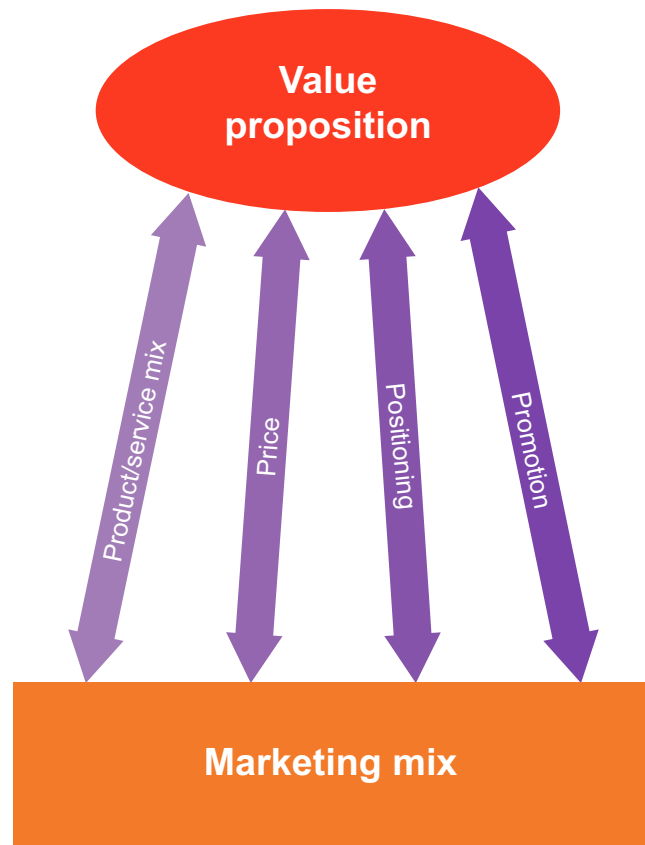 Value
proposition
Product/service mix
Price
Positioning
Promotion
Marketing mix